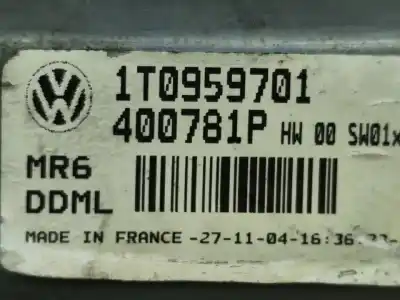 1T0959701
400781P HW 00 SW01x
MR6
DDML
MADE IN FRANCE -27-11-04-16:36